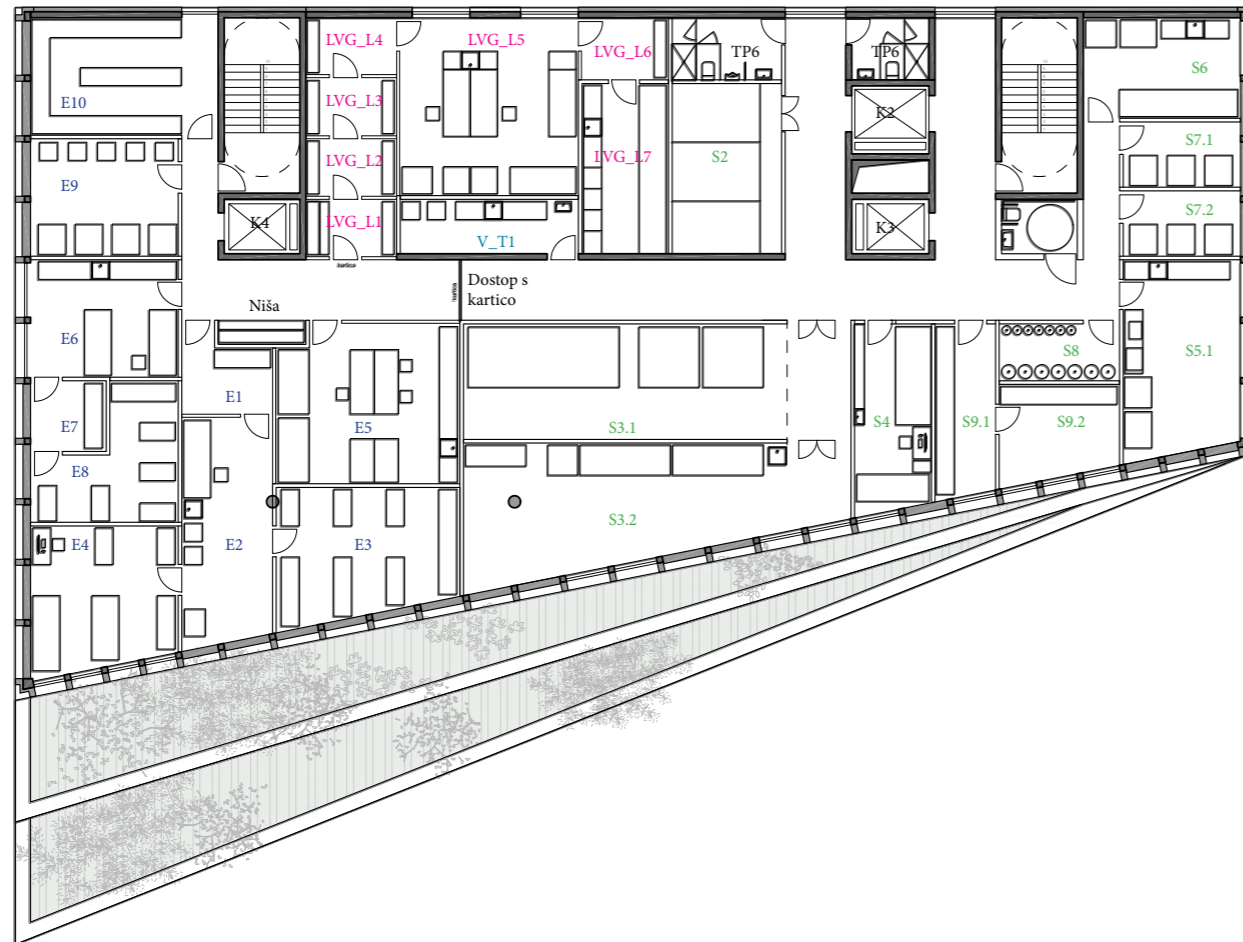 LVG_L4
LVG_L5
LVG_L6
TP6
TP6
S6
E10
LVG_L3
K2
LVG_L2
LVG_L7
S2
S7.1
E9
LVG_L1
K4
V_T1
K3
S7.2
kartica
Dostop s
kartico
kartica
Niša
E6
S8
S5.1
E1
E7
E5
S3.1
S4
S9.1
S9.2
E8
E4
E2
E3
S3.2